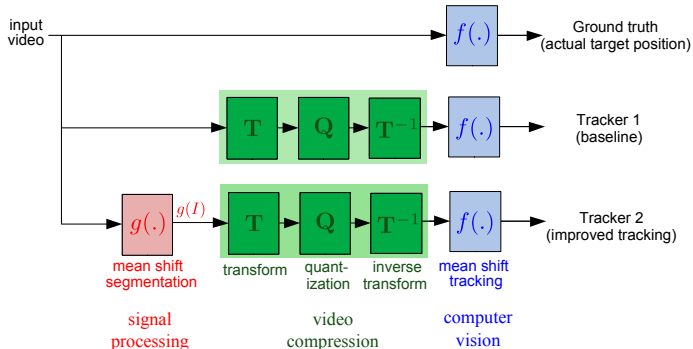 input
video
f(.)
Ground truth
(actual target position)
T
Q
T⁻¹
f(.)
Tracker 1
(baseline)
g(.)
g(I)
T
Q
T⁻¹
f(.)
Tracker 2
(improved tracking)
mean shift
segmentation
transform
quant-
ization
inverse
transform
mean shift
tracking
signal
processing
video
compression
computer
vision